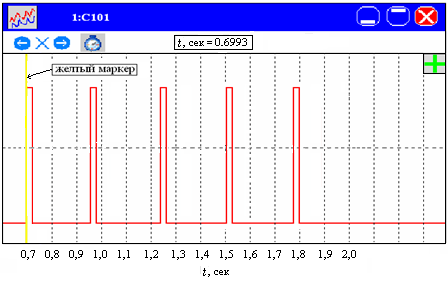 1:C101
t, сек = 0.6993
желтый маркер
0,7 0,8 0,9 1,0 1,1 1,2 1,3 1,4 1,5 1,6 1,7 1,8 1,9 2,0
t, сек